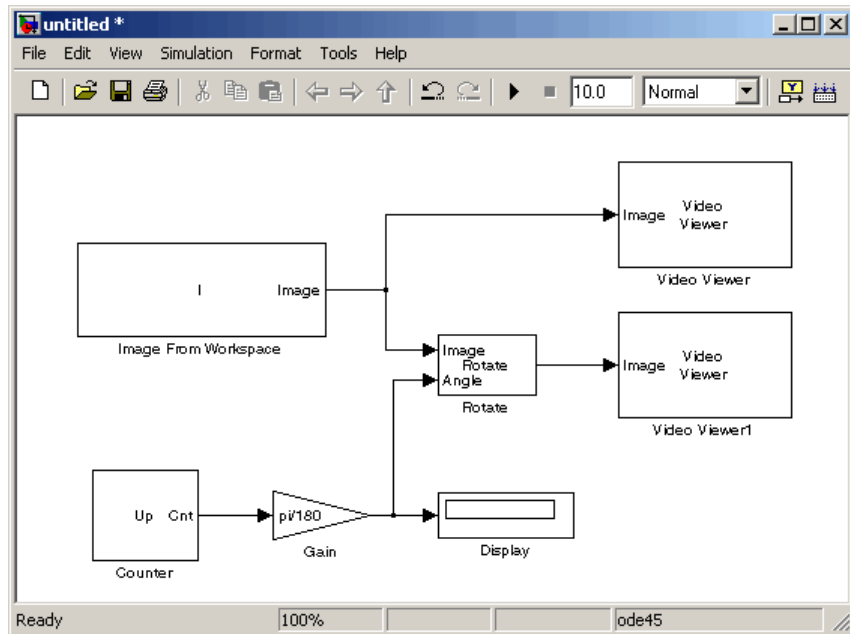 untitled *
File Edit View Simulation Format Tools Help
10.0 Normal
Image Video Viewer
Video Viewer
I Image
Image From Workspace
Image
Angle
Rotate
Rotate
Image Video Viewer
Video Viewer1
Up Cnt
Counter
pi/180
Gain
Display
Ready 100% ode45